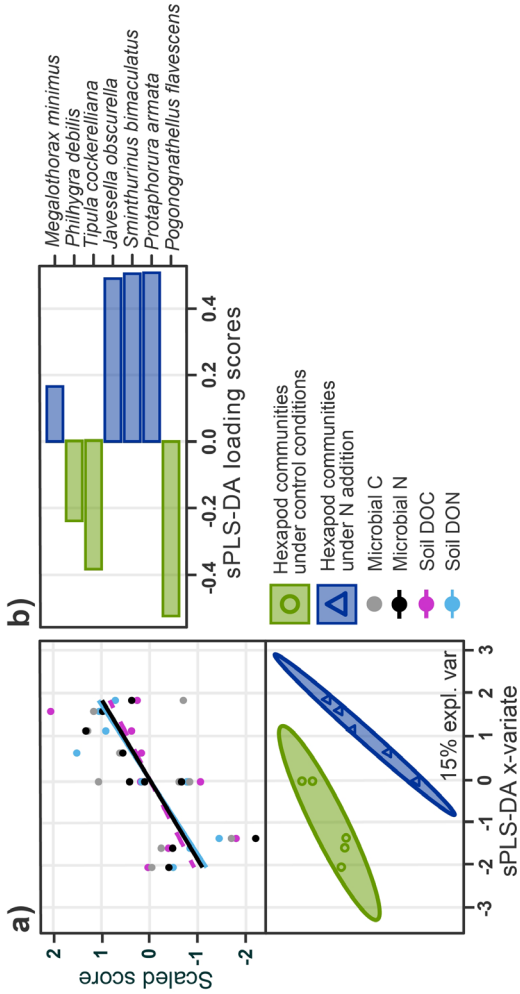 a)
Scaled score
2
1
0
-1
-2
15% expl. var
-3
-2
-1
0
1
2
3
sPLS-DA x-variate
b)
Megalothorax minimus
Philhygra debilis
Tipula cockerelliana
Javesella obscurella
Sminthurinus bimaculatus
Protaphorura armata
Pogonognathellus flavescens
-0.4
-0.2
0.0
0.2
0.4
sPLS-DA loading scores
Hexapod communities
under control conditions
Hexapod communities
under N addition
Microbial C
Microbial N
Soil DOC
Soil DON